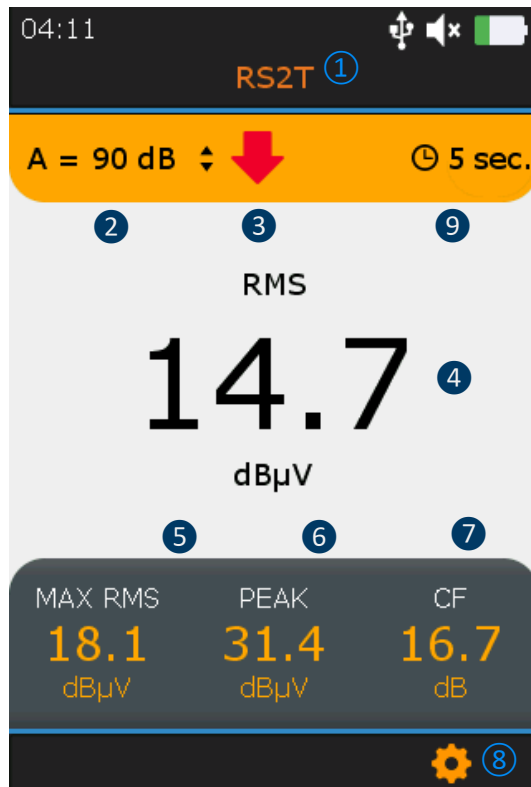 04:11
RS2T 1
A = 90 dB 5 sec.
2 3 9
RMS
14.7 4
dBµV
5 6 7
MAX RMS PEAK CF
18.1 31.4 16.7
dBµV dBµV dB
8